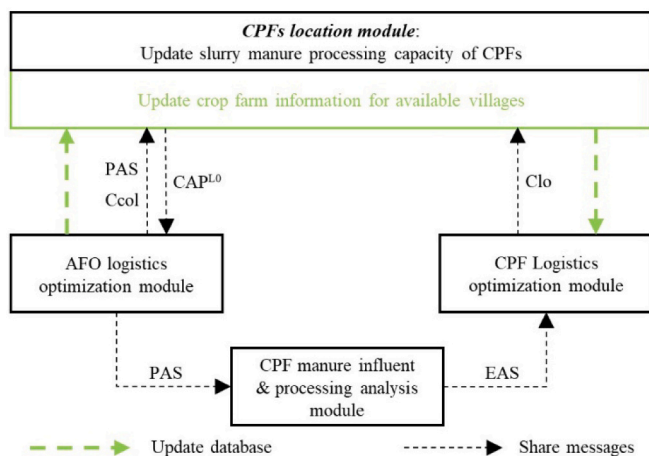 CPFs location module:
Update slurry manure processing capacity of CPFs
Update crop farm information for available villages
PAS
Ccol
CAP^L0
Clo
AFO logistics
optimization module
CPF Logistics
optimization module
PAS
CPF manure influent
& processing analysis
module
EAS
Update database
Share messages